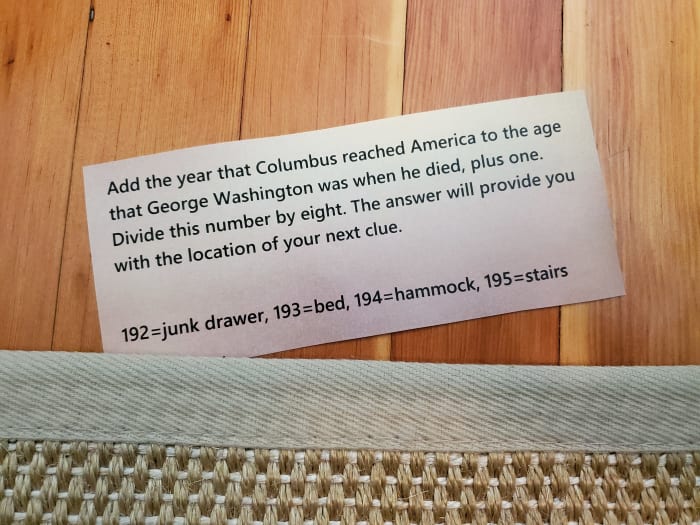 Add the year that Columbus reached America to the age
that George Washington was when he died, plus one.
Divide this number by eight. The answer will provide you
with the location of your next clue.
192=junk drawer, 193=bed, 194=hammock, 195=stairs